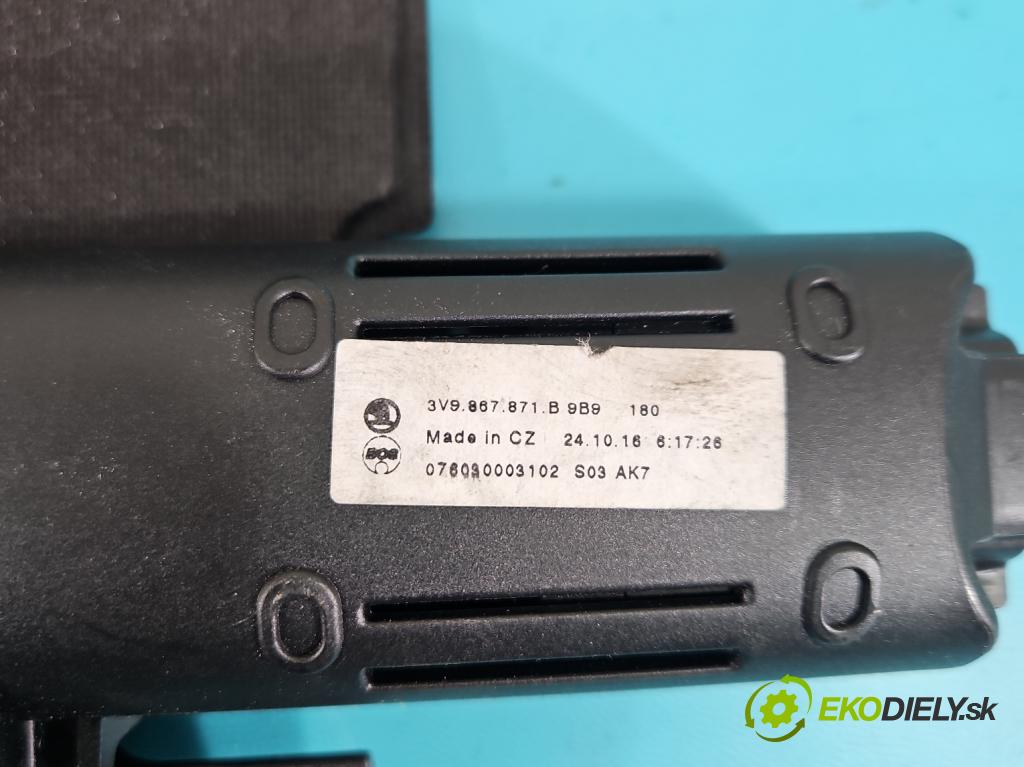 3V9.867.871.B 9B9 180
Made in CZ 24.10.16 6:17:26
BOS
076030003102 S03 AK7
EKODIELY.sk